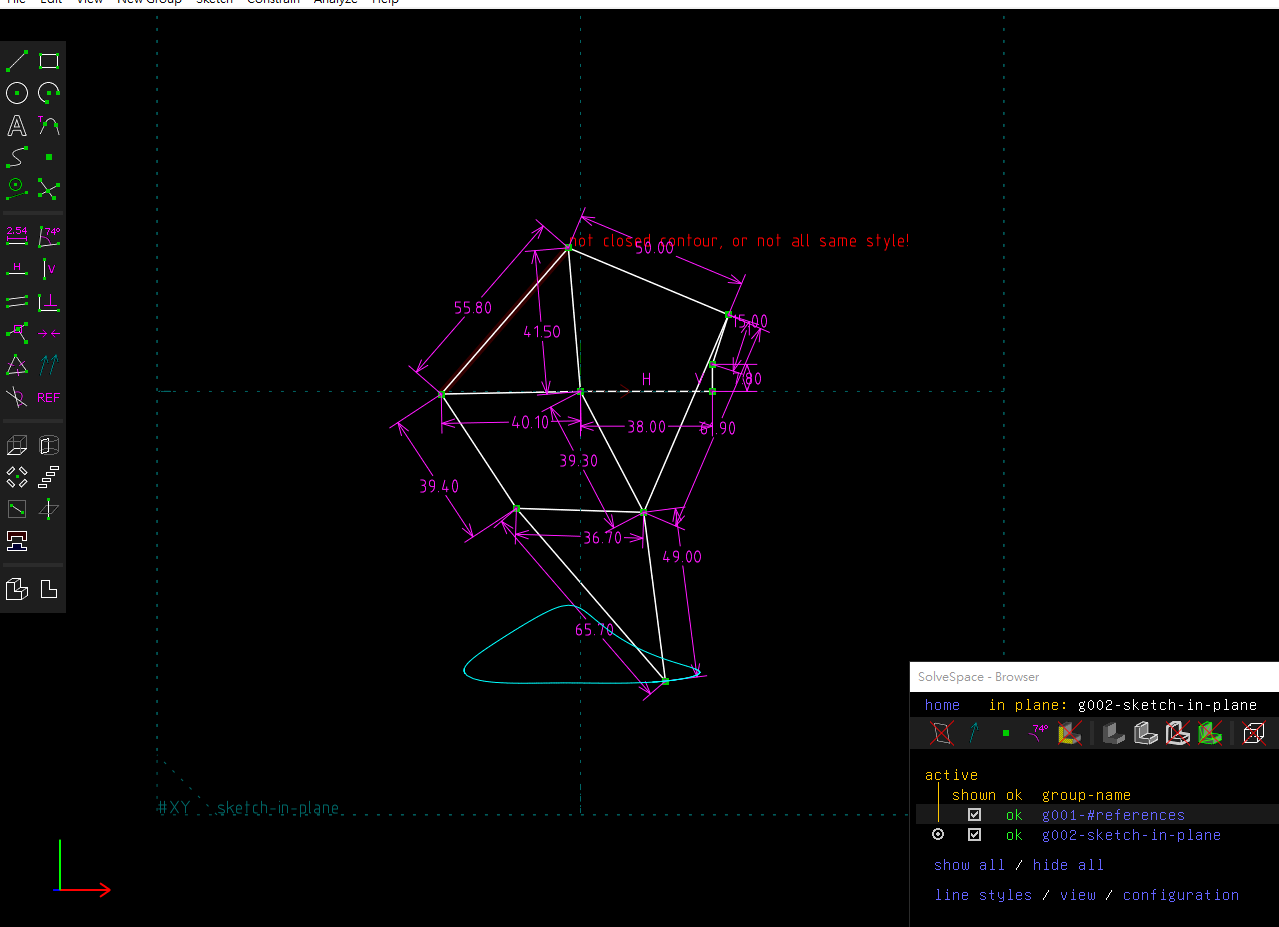 File Edit View New Group Sketch Constrain Analyze Help
T
2.54
74°
H
V
REF
not closed contour, or not all same style!
50.00
55.80
15.00
41.50
H
V
7.80
40.10
38.00
61.90
39.30
39.40
36.70
49.00
65.70
#XY
sketch-in-plane
SolveSpace - Browser
home in plane: g002-sketch-in-plane
74°
active
shown ok group-name
ok g001-#references
ok g002-sketch-in-plane
show all / hide all
line styles / view / configuration